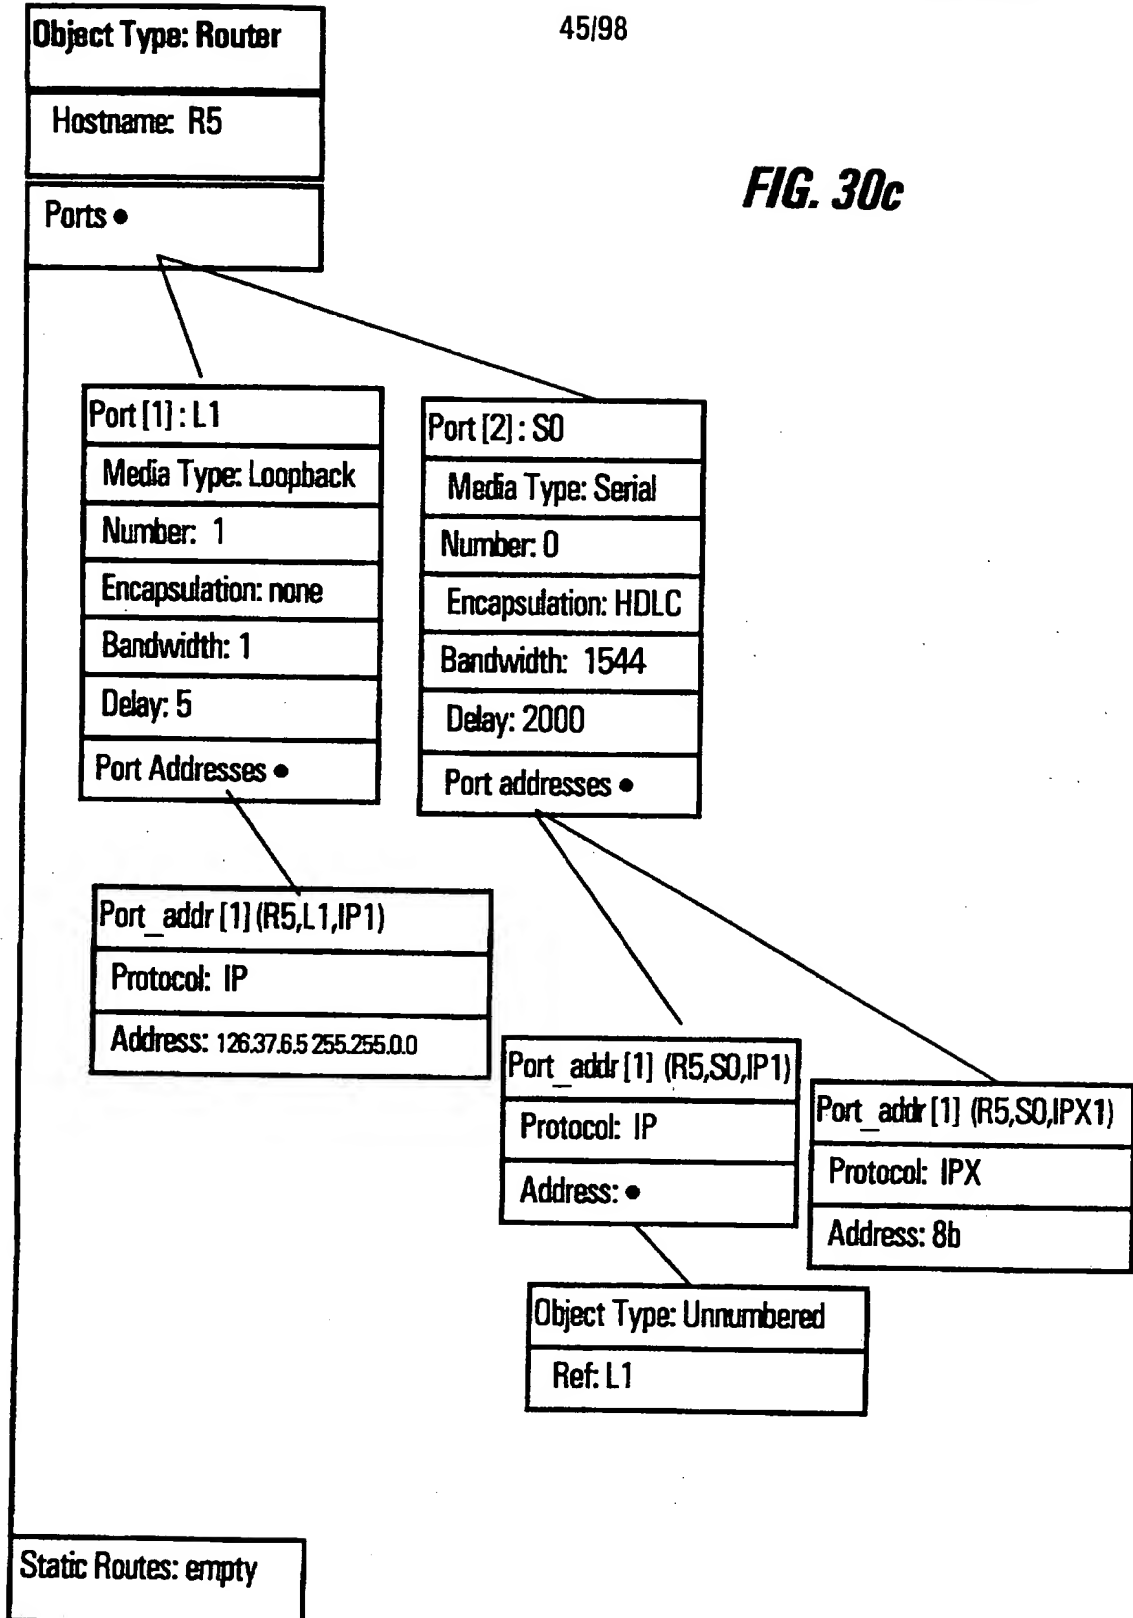 45/98
Object Type: Router
Hostname: R5
Ports •
FIG. 30c
Port [1] : L1
Media Type: Loopback
Number: 1
Encapsulation: none
Bandwidth: 1
Delay: 5
Port Addresses •
Port [2] : S0
Media Type: Serial
Number: 0
Encapsulation: HDLC
Bandwidth: 1544
Delay: 2000
Port addresses •
Port_addr [1] (R5,L1,IP1)
Protocol: IP
Address: 126.37.6.5 255.255.0.0
Port_addr [1] (R5,S0,IP1)
Protocol: IP
Address: •
Port_addr [1] (R5,S0,IPX1)
Protocol: IPX
Address: 8b
Object Type: Unnumbered
Ref: L1
Static Routes: empty